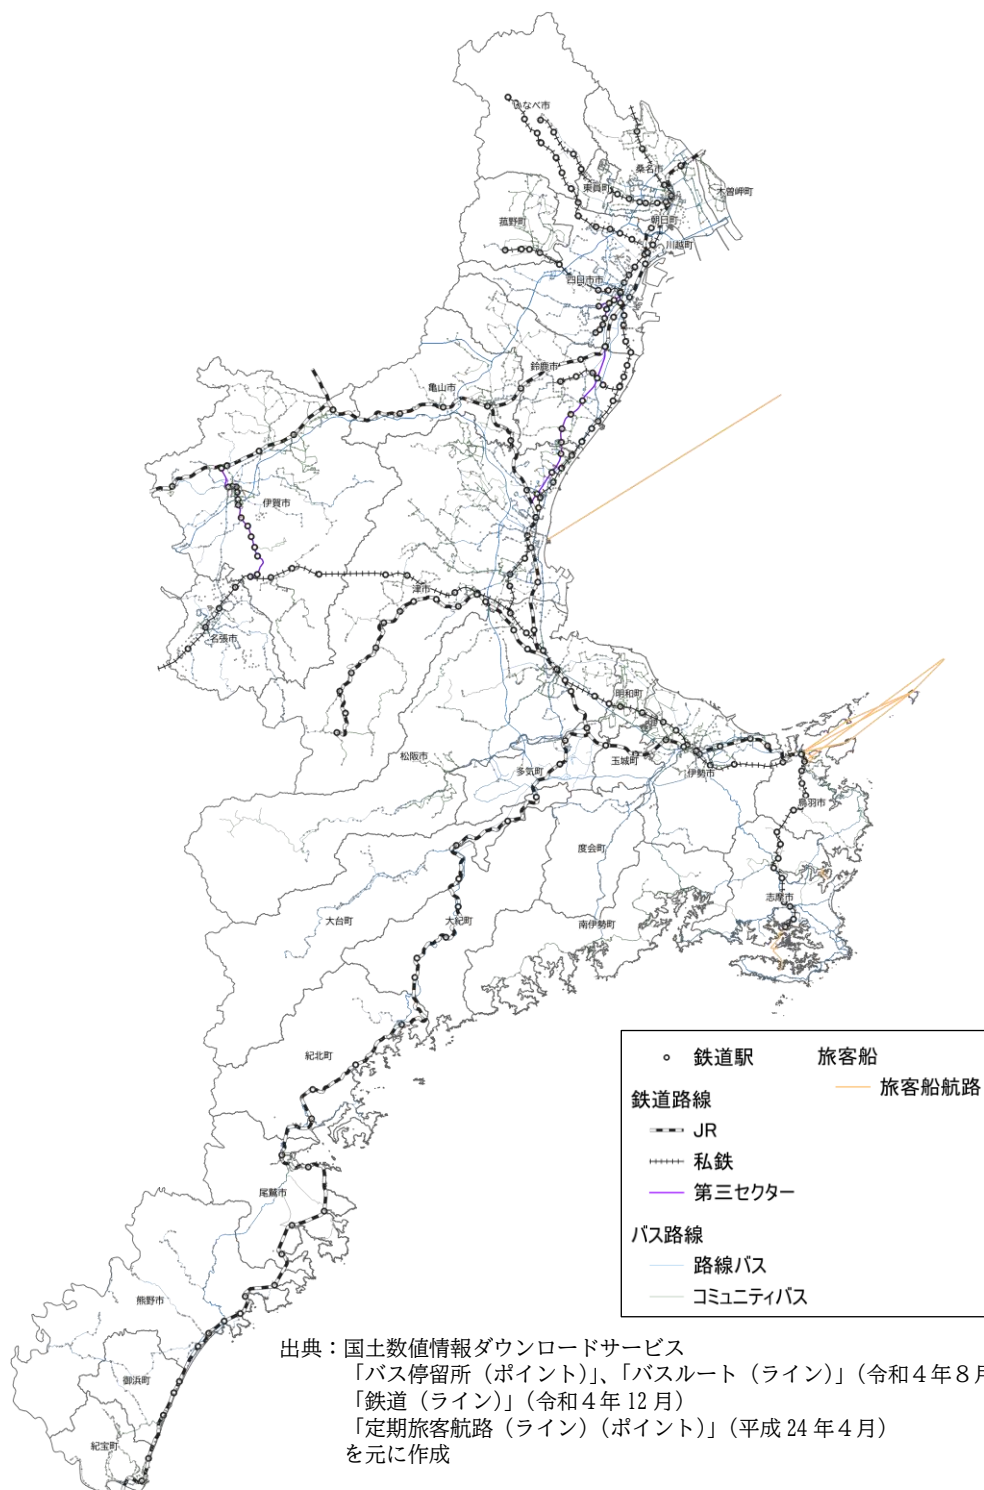 いなべ市
桑名市
東員町
木曽岬町
菰野町
朝日町
川越町
四日市市
鈴鹿市
亀山市
伊賀市
津市
名張市
明和町
松阪市
玉城町
多気町
伊勢市
鳥羽市
度会町
志摩市
大台町
大紀町
南伊勢町
紀北町
尾鷲市
熊野市
御浜町
紀宝町
鉄道駅
旅客船
旅客船航路
鉄道路線
JR
私鉄
第三セクター
バス路線
路線バス
コミュニティバス
出典：国土数値情報ダウンロードサービス
「バス停留所（ポイント）」、「バスルート（ライン）」（令和４年８月
「鉄道（ライン）」（令和４年 12 月）
「定期旅客航路（ライン）（ポイント）」（平成 24 年４月）
を元に作成